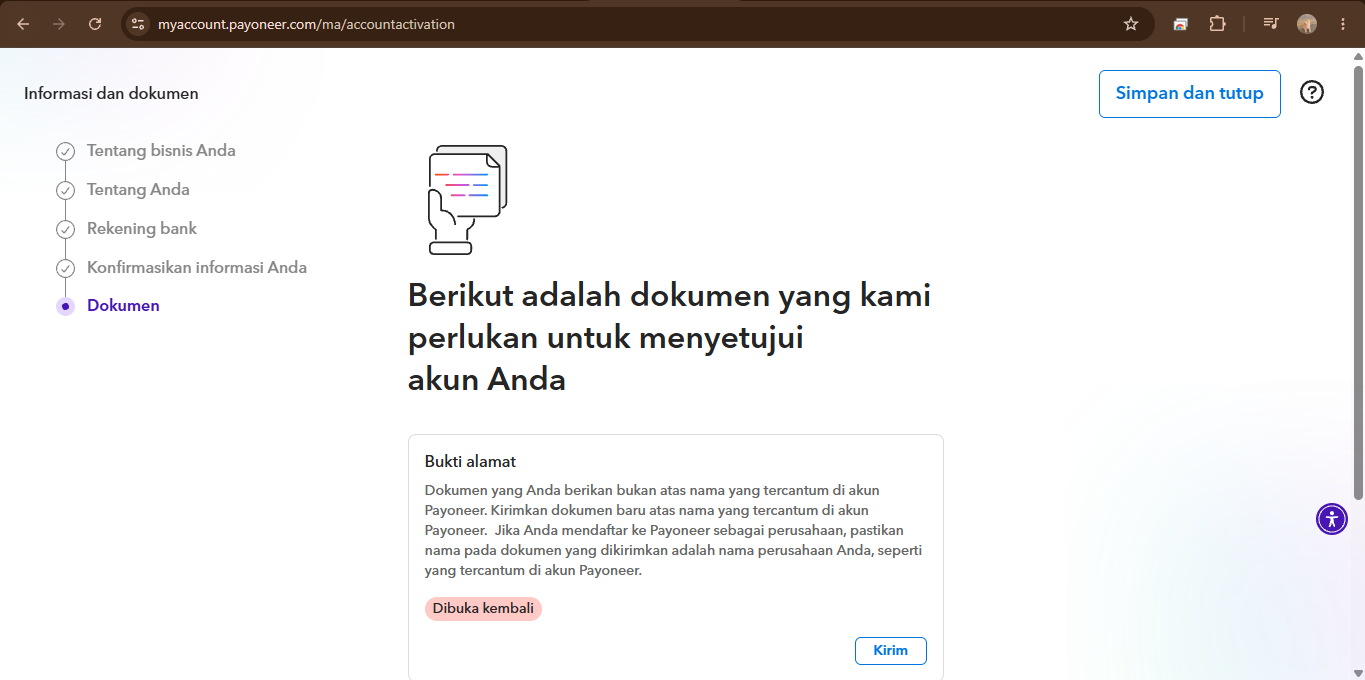 myaccount.payoneer.com/ma/accountactivation
Informasi dan dokumen
Simpan dan tutup
?
Tentang bisnis Anda
Tentang Anda
Rekening bank
Konfirmasikan informasi Anda
Dokumen
Berikut adalah dokumen yang kami
perlukan untuk menyetujui
akun Anda
Bukti alamat
Dokumen yang Anda berikan bukan atas nama yang tercantum di akun
Payoneer. Kirimkan dokumen baru atas nama yang tercantum di akun
Payoneer.  Jika Anda mendaftar ke Payoneer sebagai perusahaan, pastikan
nama pada dokumen yang dikirimkan adalah nama perusahaan Anda, seperti
yang tercantum di akun Payoneer.
Dibuka kembali
Kirim